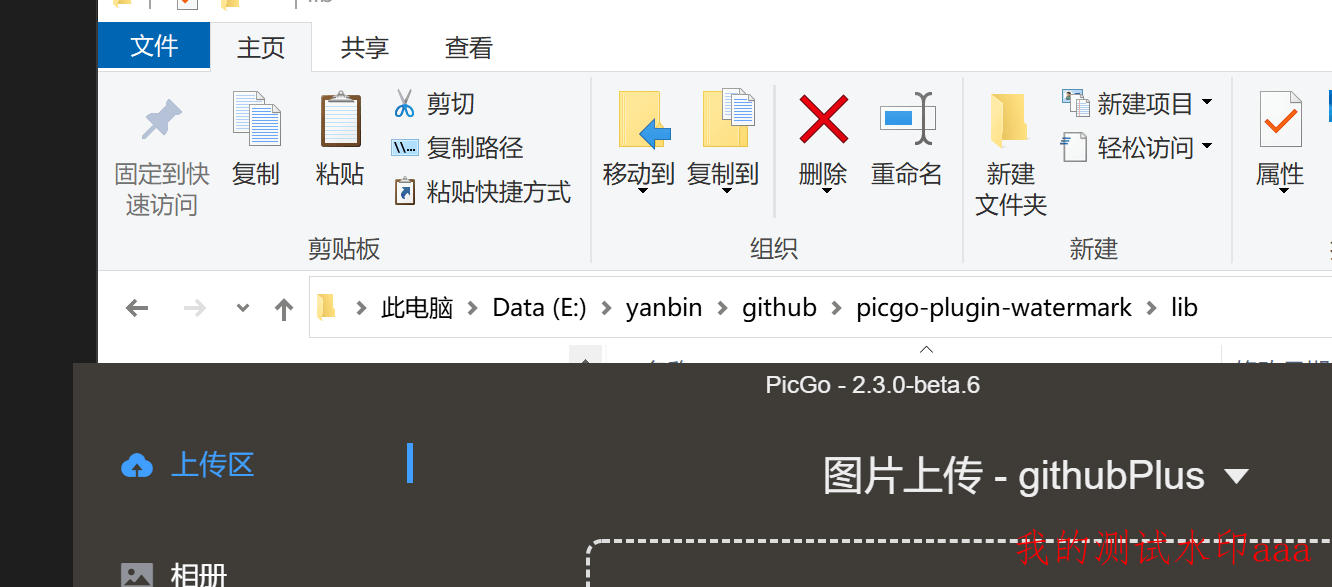 文件 主页 共享 查看
固定到快速访问
复制
粘贴
剪切
复制路径
粘贴快捷方式
剪贴板
移动到
复制到
删除
重命名
组织
新建
文件夹
新建项目
轻松访问
新建
属性
此电脑 > Data (E:) > yanbin > github > picgo-plugin-watermark > lib
PicGo - 2.3.0-beta.6
上传区
图片上传 - githubPlus
我的测试水印aaa
相册